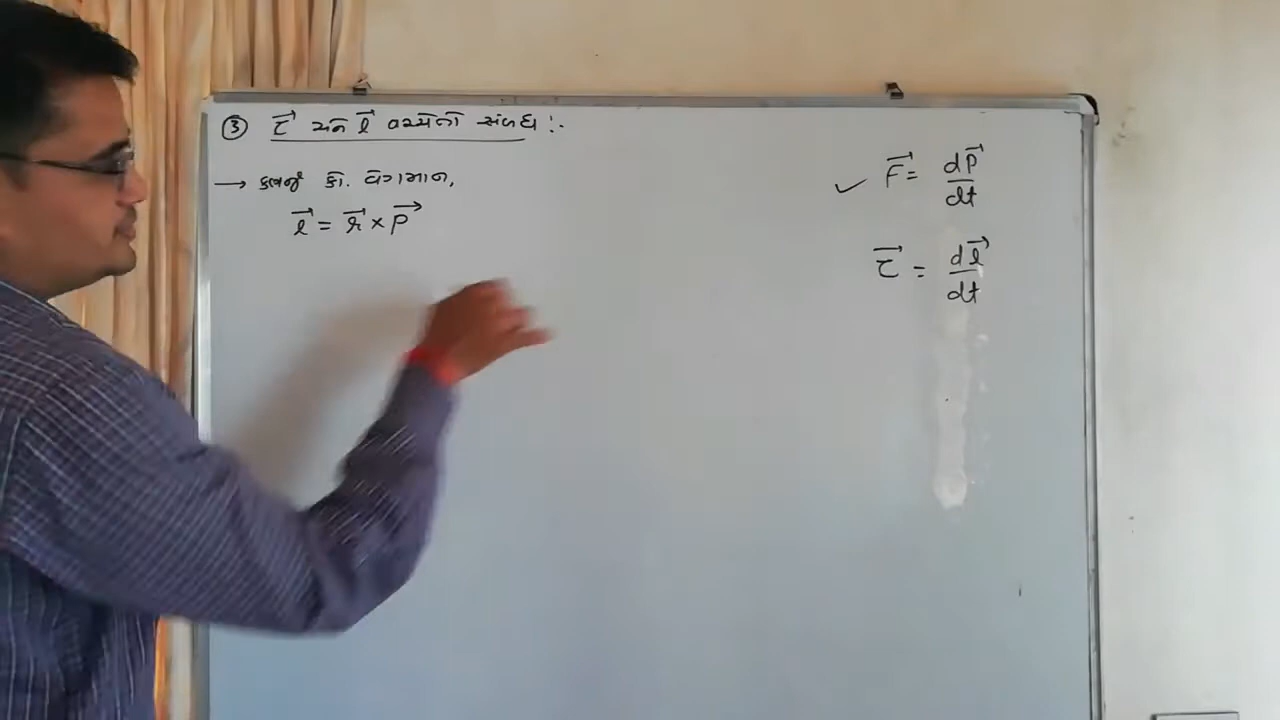 ③ τ⃗ અને l⃗ વચ્ચેનો સંબંધ :-
→ કણનું કો. વેગમાન,
l⃗ = r⃗ × P⃗
✓ F⃗ = dP⃗/dt
τ⃗ = dl⃗/dt